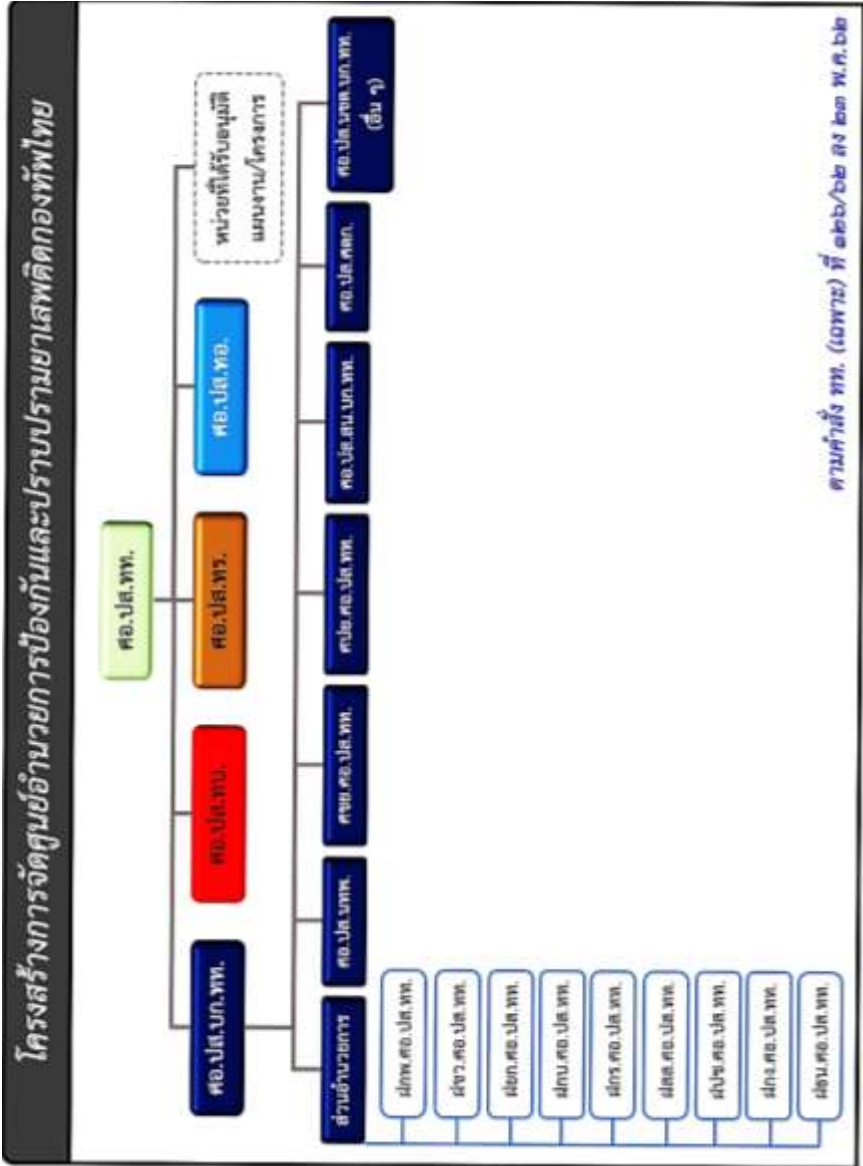 โครงสร้างการจัดศูนย์อำนวยการป้องกันและปราบปรามยาเสพติดกองทัพไทย
ศอ.ปส.ทท.
ศอ.ปส.บก.ทท.
ศอ.ปส.ทบ.
ศอ.ปส.ทร.
ศอ.ปส.ทอ.
หน่วยที่ได้รับอนุมัติ
แผนงาน/โครงการ
ส่วนอำนวยการ
ศอ.ปส.นทพ.
ศขย.ศอ.ปส.ทท.
ศปย.ศอ.ปส.ทท.
ศอ.ปส.สน.บก.ทท.
ศอ.ปส.ศตก.
ศอ.ปส.นขต.บก.ทท.
(อื่น ๆ)
ฝกพ.ศอ.ปส.ทท.
ฝขว.ศอ.ปส.ทท.
ฝยก.ศอ.ปส.ทท.
ฝกบ.ศอ.ปส.ทท.
ฝกร.ศอ.ปส.ทท.
ฝสส.ศอ.ปส.ทท.
ฝปช.ศอ.ปส.ทท.
ฝกง.ศอ.ปส.ทท.
ฝธน.ศอ.ปส.ทท.
ตามคำสั่ง ทท. (เฉพาะ) ที่ ๑๒๖/๖๒ ลง ๒๓ พ.ค.๖๒